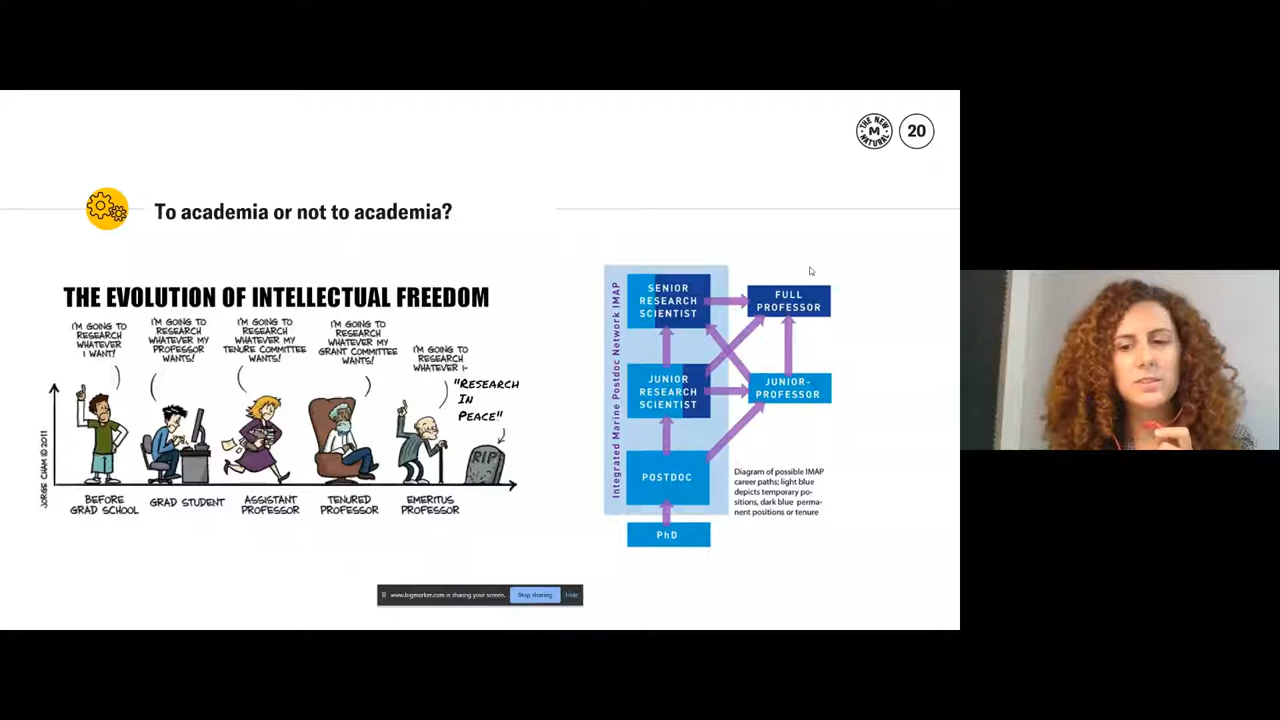 THE NEW
M
NATURAL
20
To academia or not to academia?
THE EVOLUTION OF INTELLECTUAL FREEDOM
I'M GOING TO
RESEARCH
WHATEVER
I WANT!
I'M GOING TO
RESEARCH
WHATEVER MY
PROFESSOR
WANTS!
I'M GOING TO
RESEARCH
WHATEVER MY
TENURE COMMITTEE
WANTS!
I'M GOING TO
RESEARCH
WHATEVER MY
GRANT COMMITTEE
WANTS!
I'M GOING TO
RESEARCH
WHATEVER I-
"RESEARCH
IN
PEACE"
RIP
JORGE CHAM © 2011
BEFORE
GRAD SCHOOL
GRAD STUDENT
ASSISTANT
PROFESSOR
TENURED
PROFESSOR
EMERITUS
PROFESSOR
Integrated Marine Postdoc Network IMAP
SENIOR
RESEARCH
SCIENTIST
FULL
PROFESSOR
JUNIOR
RESEARCH
SCIENTIST
JUNIOR-
PROFESSOR
POSTDOC
PhD
Diagram of possible IMAP
career paths; light blue
depicts temporary po-
sitions, dark blue perma-
nent positions or tenure
www.bigmarker.com is sharing your screen.
Stop sharing
Hide